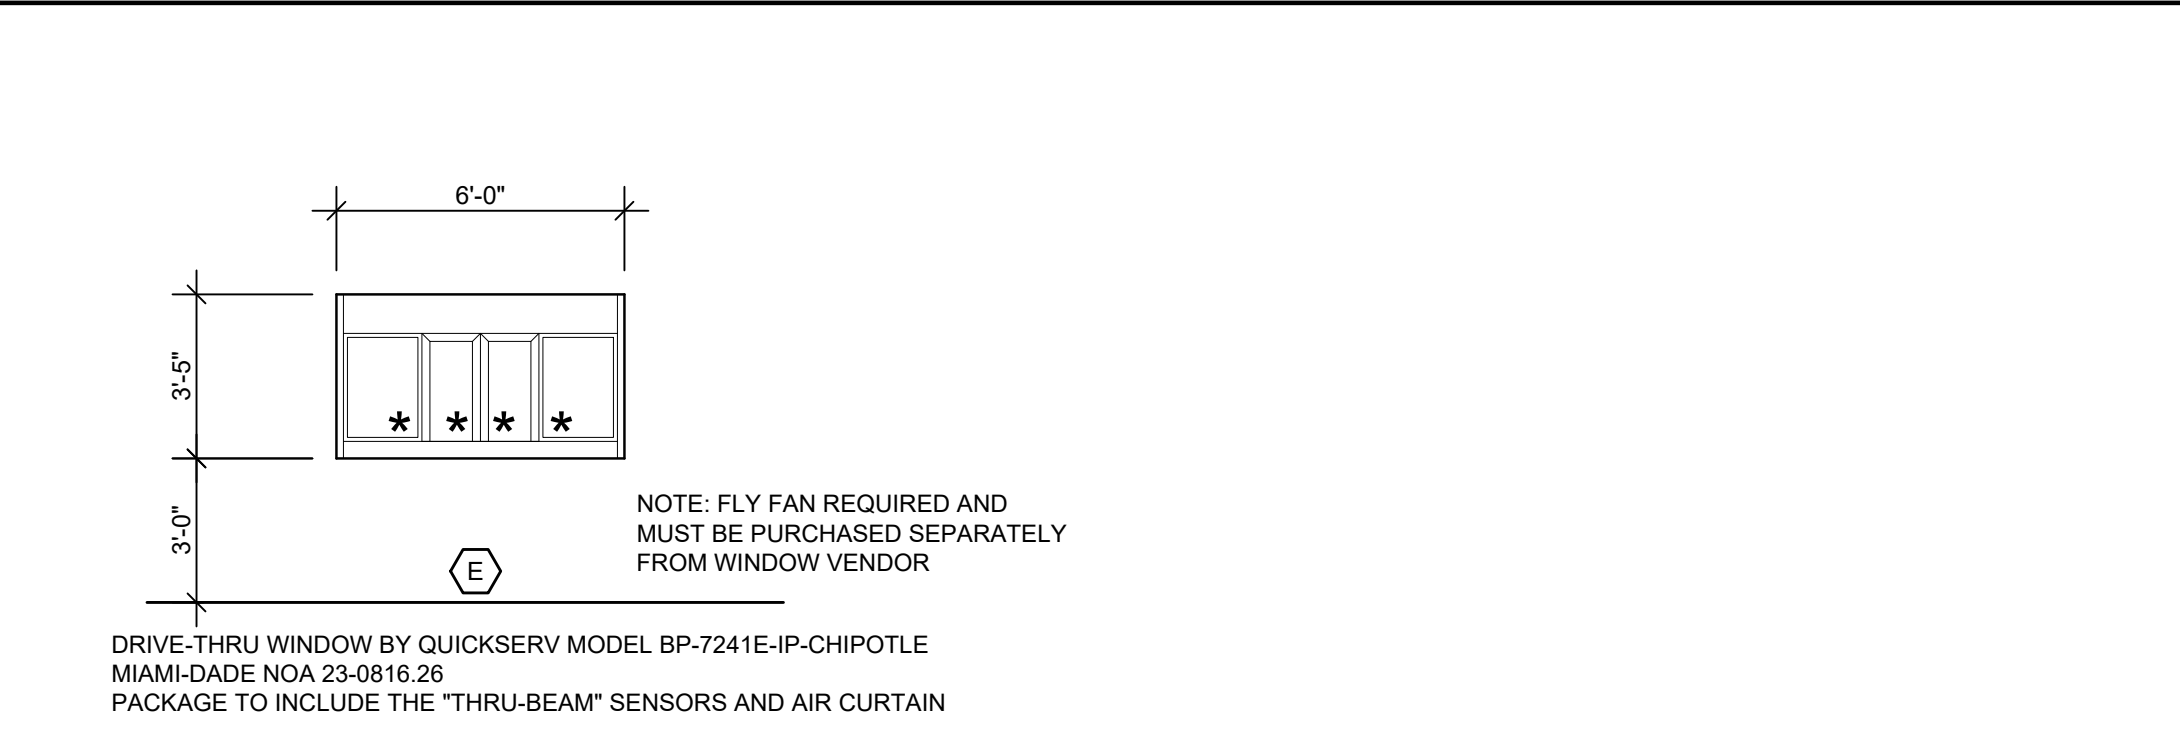 6'-0"
3'-5"
* * * *
3'-0"
NOTE: FLY FAN REQUIRED AND
MUST BE PURCHASED SEPARATELY
FROM WINDOW VENDOR
E
DRIVE-THRU WINDOW BY QUICKSERV MODEL BP-7241E-IP-CHIPOTLE
MIAMI-DADE NOA 23-0816.26
PACKAGE TO INCLUDE THE "THRU-BEAM" SENSORS AND AIR CURTAIN